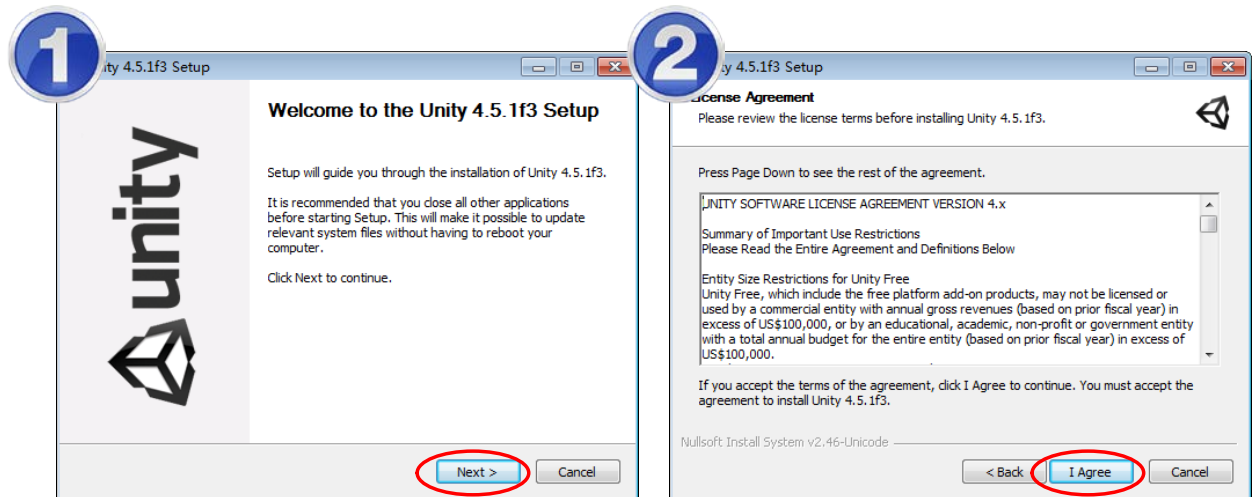 1
ity 4.5.1f3 Setup
unity
Welcome to the Unity 4.5.1f3 Setup
Setup will guide you through the installation of Unity 4.5.1f3.
It is recommended that you close all other applications
before starting Setup. This will make it possible to update
relevant system files without having to reboot your
computer.
Click Next to continue.
Next >
Cancel
2
y 4.5.1f3 Setup
License Agreement
Please review the license terms before installing Unity 4.5.1f3.
Press Page Down to see the rest of the agreement.
UNITY SOFTWARE LICENSE AGREEMENT VERSION 4.x
Summary of Important Use Restrictions
Please Read the Entire Agreement and Definitions Below
Entity Size Restrictions for Unity Free
Unity Free, which include the free platform add-on products, may not be licensed or
used by a commercial entity with annual gross revenues (based on prior fiscal year) in
excess of US$100,000, or by an educational, academic, non-profit or government entity
with a total annual budget for the entire entity (based on prior fiscal year) in excess of
US$100,000.
If you accept the terms of the agreement, click I Agree to continue. You must accept the
agreement to install Unity 4.5.1f3.
Nullsoft Install System v2.46-Unicode
< Back
I Agree
Cancel